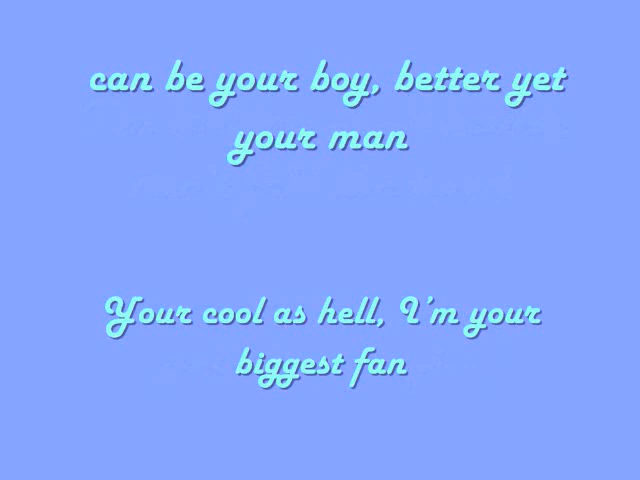 can be your boy, better yet
your man
Your cool as hell, I'm your
biggest fan